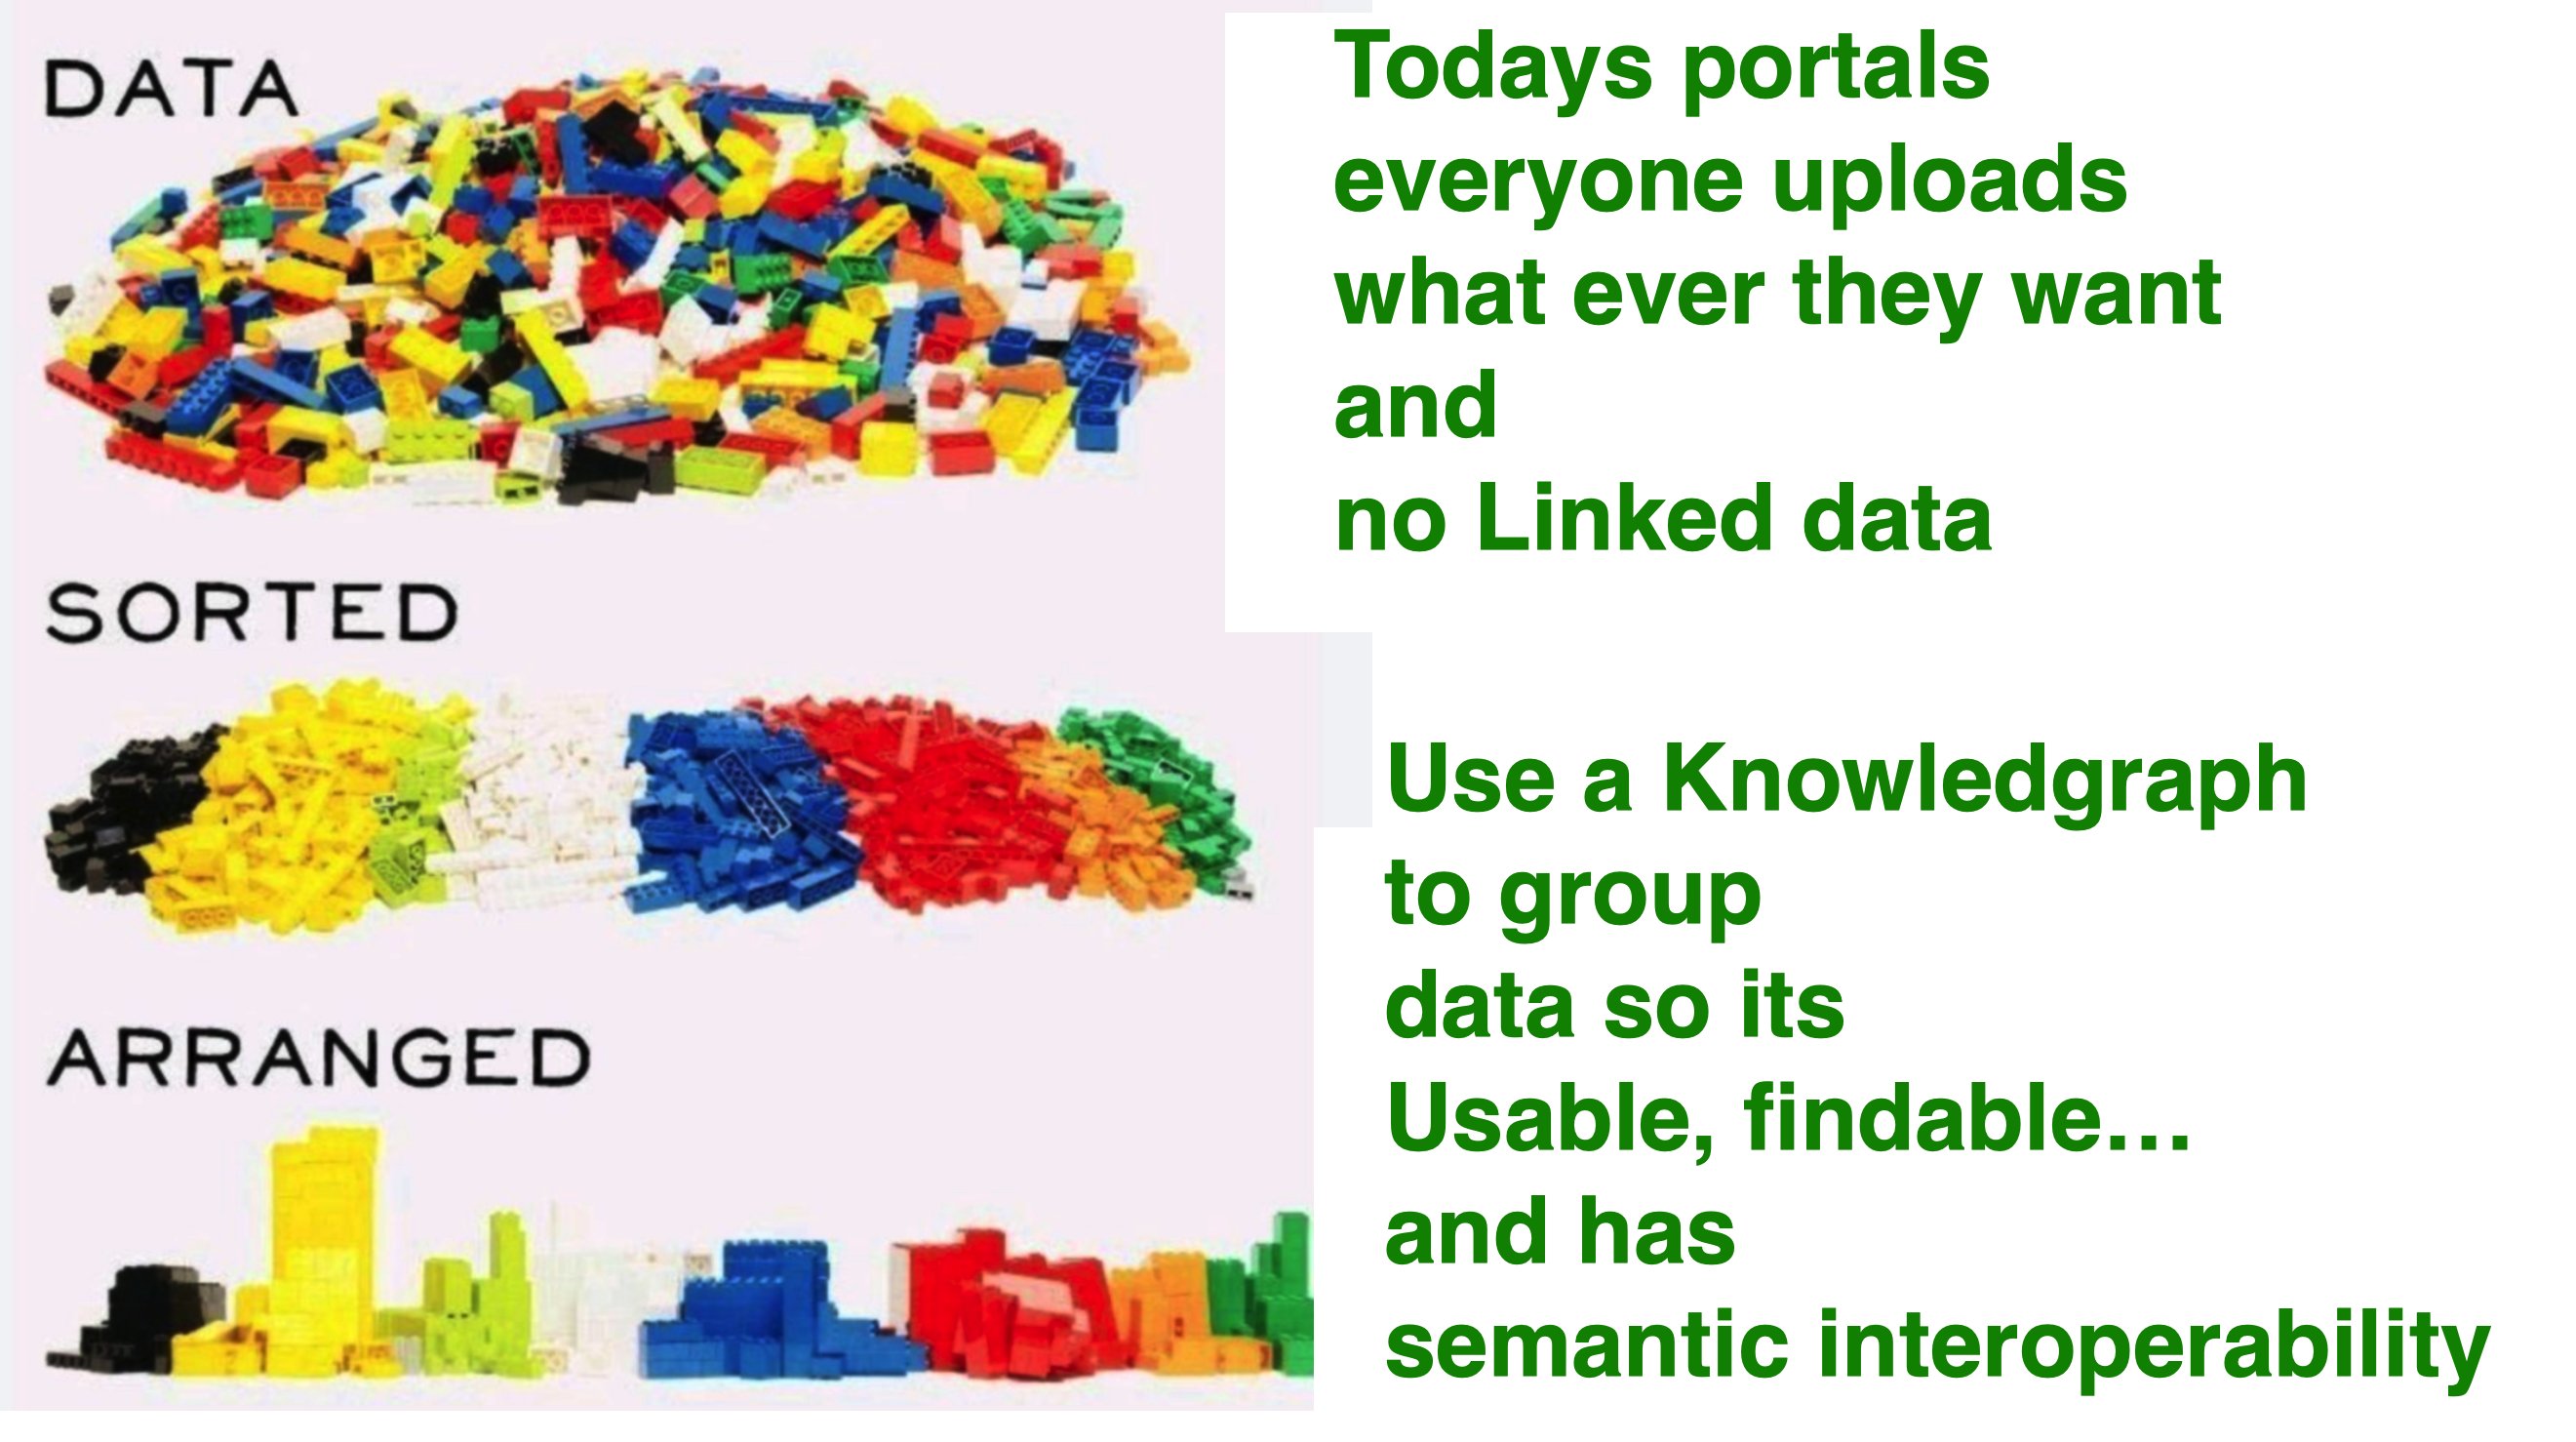 DATA
Todays portals
everyone uploads
what ever they want
and
no Linked data
SORTED
Use a Knowledgraph
to group
data so its
Usable, findable...
and has
semantic interoperability
ARRANGED